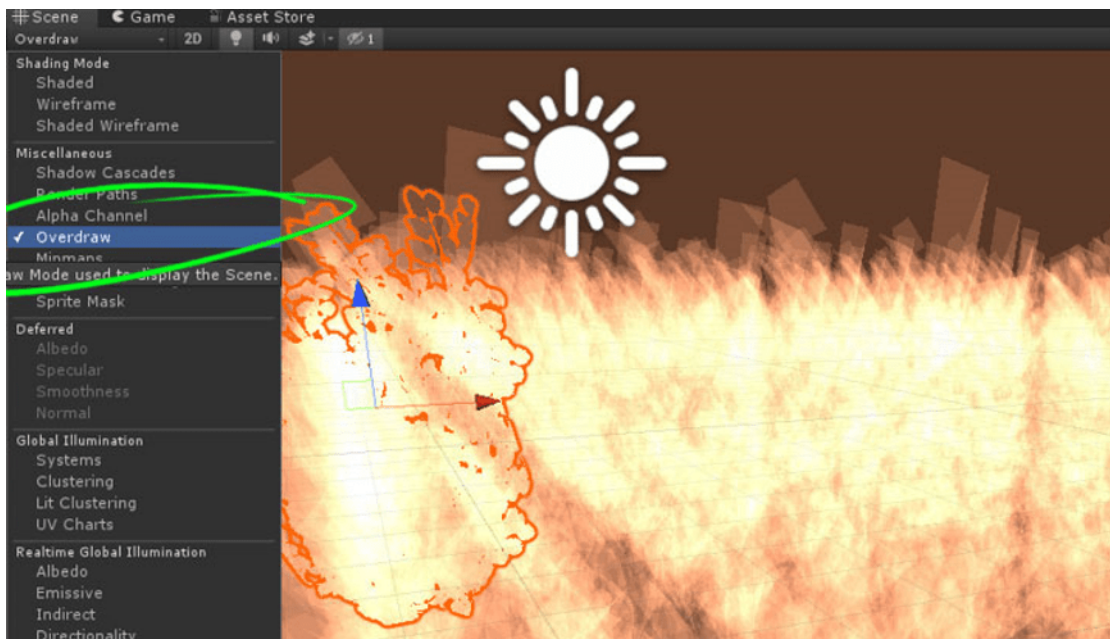 Scene Game Asset Store
Overdraw 2D 1
Shading Mode
Shaded
Wireframe
Shaded Wireframe
Miscellaneous
Shadow Cascades
Render Paths
Alpha Channel
✓ Overdraw
Mipmaps
aw Mode used to display the Scene.
Sprite Mask
Deferred
Albedo
Specular
Smoothness
Normal
Global Illumination
Systems
Clustering
Lit Clustering
UV Charts
Realtime Global Illumination
Albedo
Emissive
Indirect
Directionality